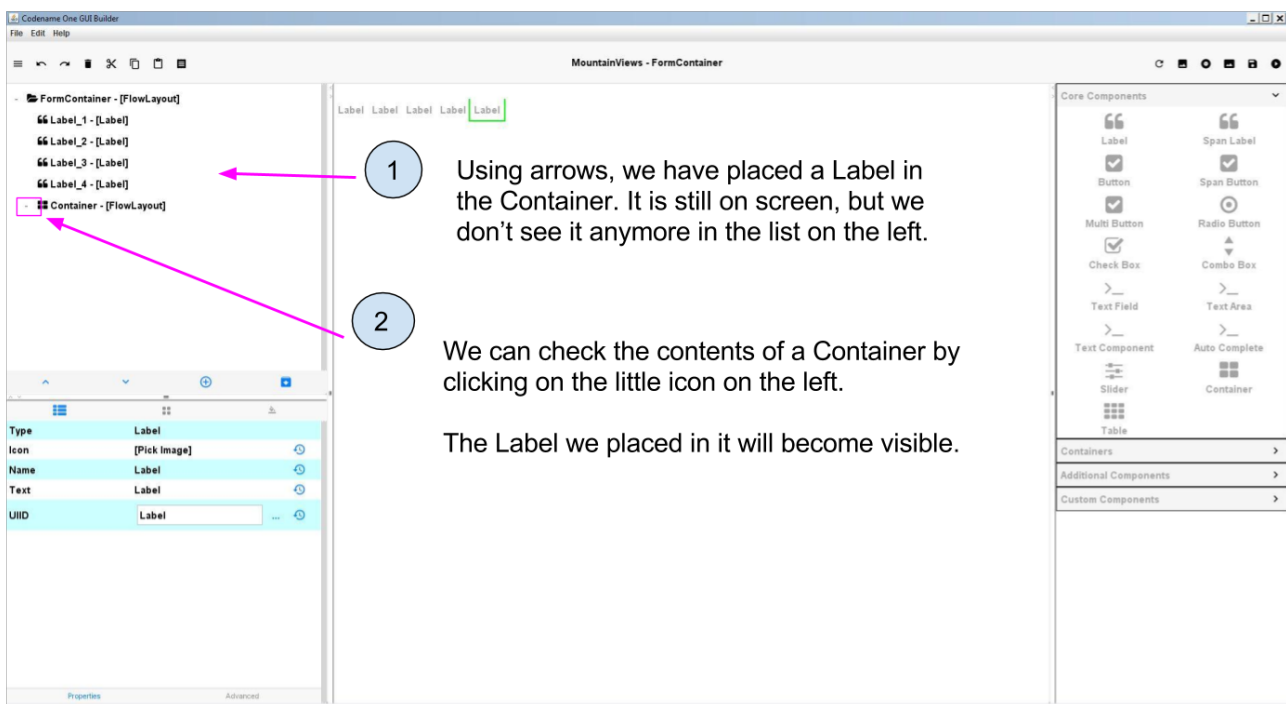 Codename One GUI Builder
File Edit Help
MountainViews - FormContainer
- FormContainer - [FlowLayout]
Label_1 - [Label]
Label_2 - [Label]
Label_3 - [Label]
Label_4 - [Label]
- Container - [FlowLayout]
Label Label Label Label Label
1
Using arrows, we have placed a Label in
the Container. It is still on screen, but we
don’t see it anymore in the list on the left.
2
We can check the contents of a Container by
clicking on the little icon on the left.
The Label we placed in it will become visible.
Type Label
Icon [Pick Image]
Name Label
Text Label
UIID Label ...
Properties Advanced
Core Components
Label Span Label
Button Span Button
Multi Button Radio Button
Check Box Combo Box
Text Field Text Area
Text Component Auto Complete
Slider Container
Table
Containers
Additional Components
Custom Components